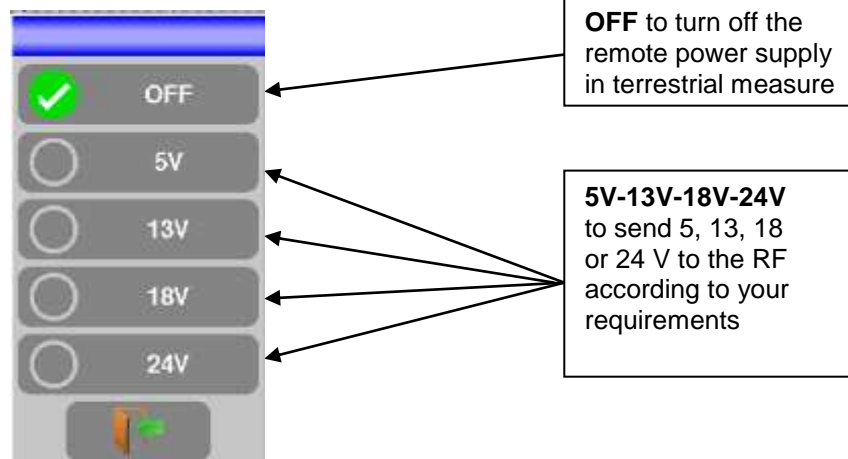 OFF
5V
13V
18V
24V
OFF to turn off the
remote power supply
in terrestrial measure
5V-13V-18V-24V
to send 5, 13, 18
or 24 V to the RF
according to your
requirements